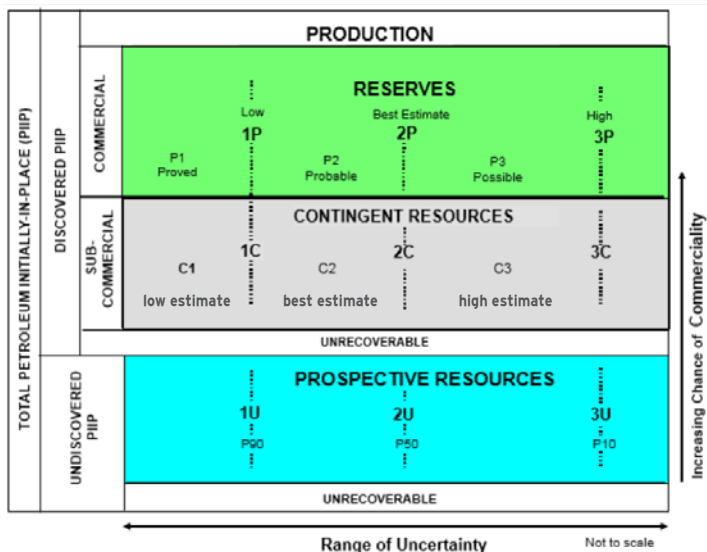 TOTAL PETROLEUM INITIALLY-IN-PLACE (PIIP)
DISCOVERED PIIP
UNDISCOVERED
PIIP
COMMERCIAL
SUB-
COMMERCIAL
PRODUCTION
RESERVES
Low
Best Estimate
High
1P
2P
3P
P1
Proved
P2
Probable
P3
Possible
CONTINGENT RESOURCES
1C
2C
3C
C1
C2
C3
low estimate
best estimate
high estimate
UNRECOVERABLE
PROSPECTIVE RESOURCES
1U
2U
3U
P90
P50
P10
UNRECOVERABLE
Increasing Chance of Commerciality
Range of Uncertainty
Not to scale